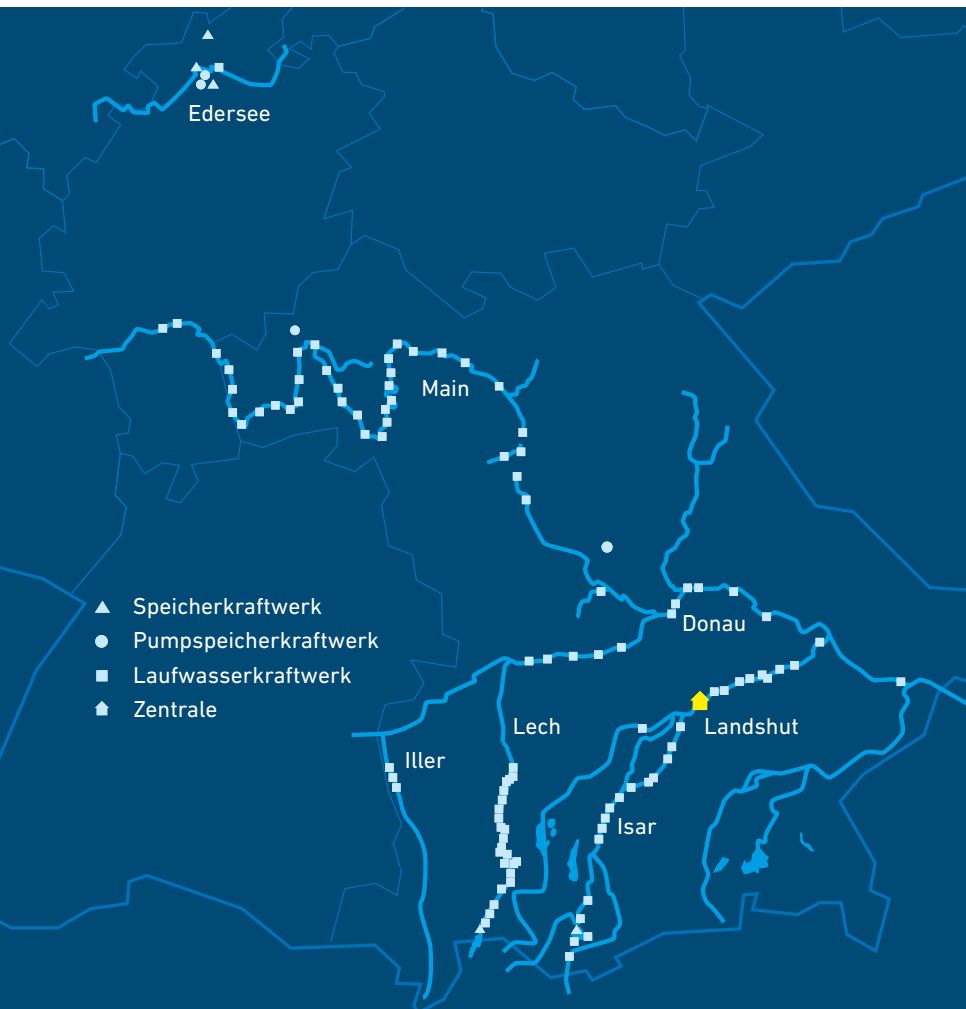 Edersee
Main
Speicherkraftwerk
Pumpspeicherkraftwerk
Laufwasserkraftwerk
Zentrale
Donau
Lech
Landshut
Iller
Isar